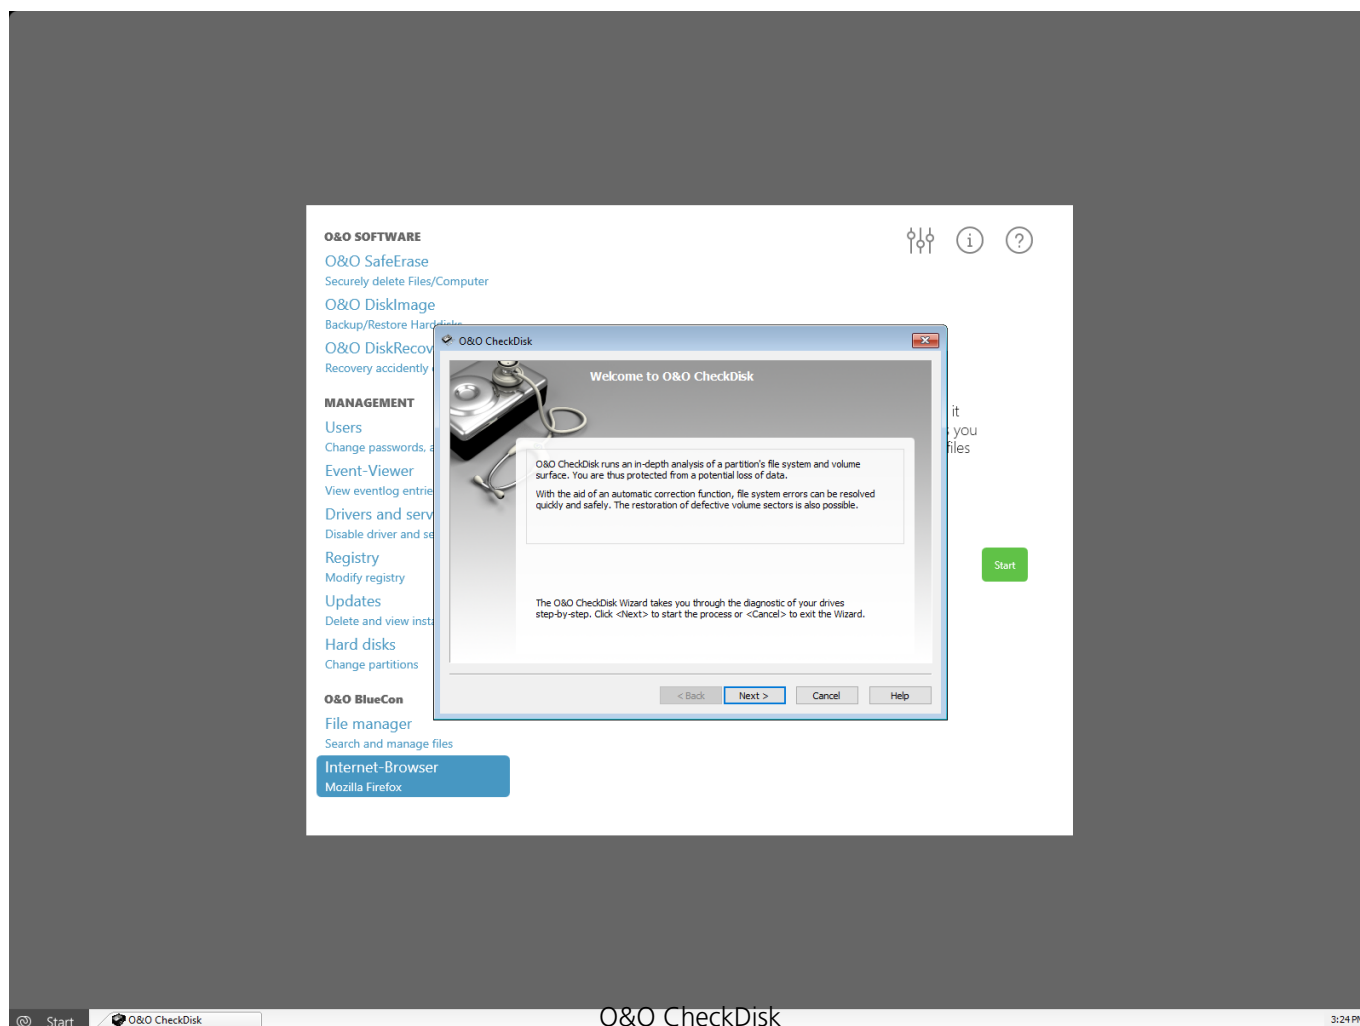 O&O SOFTWARE
O&O SafeErase
Securely delete Files/Computer
O&O DiskImage
Backup/Restore Harddisks
O&O DiskRecov
Recovery accidently
MANAGEMENT
Users
Change passwords,
Event-Viewer
View eventlog entrie
Drivers and serv
Disable driver and se
Registry
Modify registry
Updates
Delete and view insta
Hard disks
Change partitions
O&O BlueCon
File manager
Search and manage files
Internet-Browser
Mozilla Firefox
O&O CheckDisk
Welcome to O&O CheckDisk
O&O CheckDisk runs an in-depth analysis of a partition's file system and volume
surface. You are thus protected from a potential loss of data.
With the aid of an automatic correction function, file system errors can be resolved
quickly and safely. The restoration of defective volume sectors is also possible.
The O&O CheckDisk Wizard takes you through the diagnostic of your drives
step-by-step. Click <Next> to start the process or <Cancel> to exit the Wizard.
< Back
Next >
Cancel
Help
it
you
files
Start
Start
O&O CheckDisk
O&O CheckDisk
3:24 PM